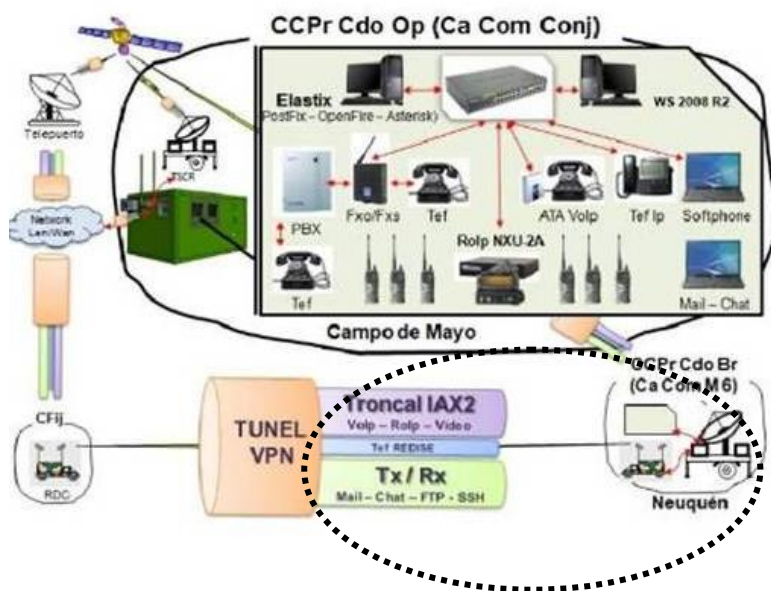 CCPr Cdo Op (Ca Com Conj)
Elastix
PostFix – OpenFire – Asterisk)
WS 2008 R2
Telepuerto
TSCR
Network
Lan/Wan
PBX
Fxo/Fxs
Tef
ATA VoIp
Tef Ip
Softphone
RoIp NXU-2A
Tef
Mail – Chat
Campo de Mayo
CCPr Cdo Br
(Ca Com M 6)
CFij
RDC
TUNEL
VPN
Troncal IAX2
VoIp – RoIp – Video
Tef REDISE
Tx / Rx
Mail – Chat – FTP - SSH
Neuquén